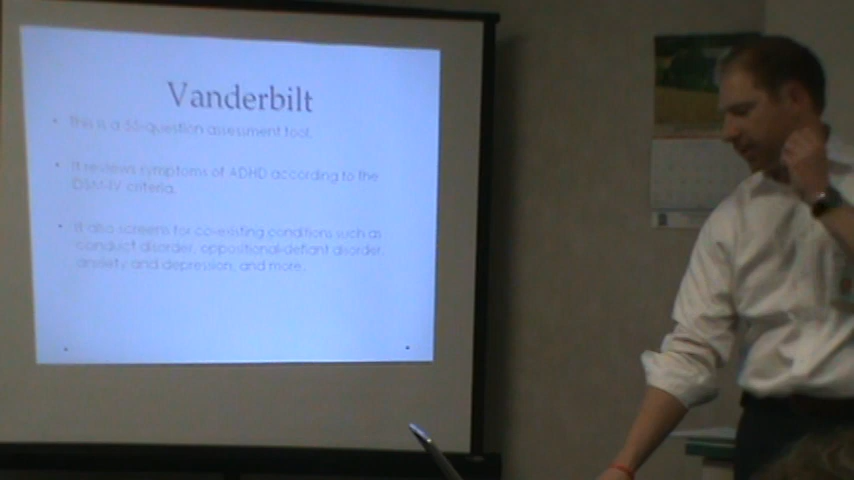 Vanderbilt
• This is a 55-question assessment tool.
• It reviews symptoms of ADHD according to the
DSM-IV criteria.
• It also screens for co-existing conditions such as
conduct disorder, oppositional-defiant disorder,
anxiety and depression, and more.